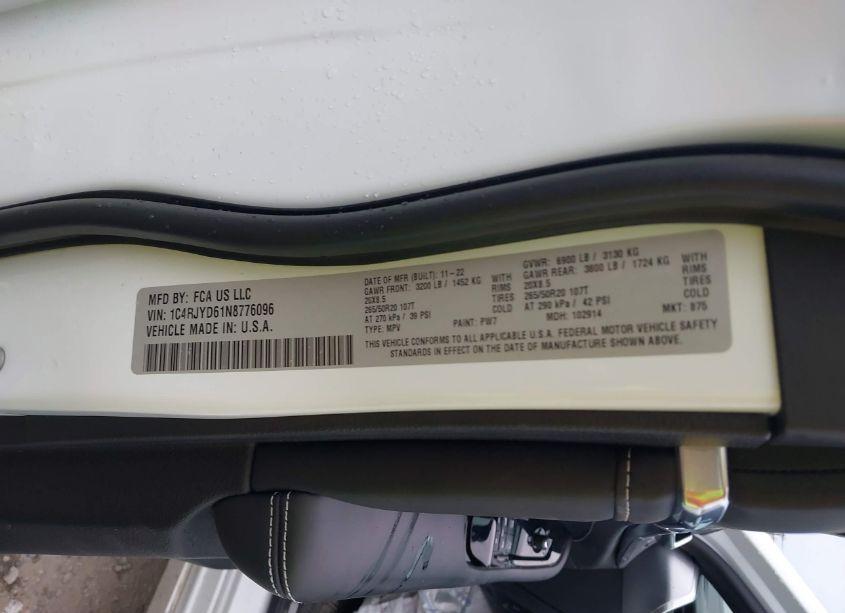 MFD BY: FCA US LLC
VIN: 1C4RJYD61N8776096
VEHICLE MADE IN: U.S.A.
DATE OF MFR (BUILT): 11-22
GAWR FRONT: 3200 LB / 1452 KG WITH
20X8.5 RIMS
265/50R20 107T TIRES
AT 270 kPa / 39 PSI COLD
TYPE: MPV PAINT: PW7
GVWR: 6900 LB / 3130 KG
GAWR REAR: 3800 LB / 1724 KG WITH
20X8.5 RIMS
265/50R20 107T TIRES
AT 290 kPa / 42 PSI COLD
MDH: 102914 MKT: 875
THIS VEHICLE CONFORMS TO ALL APPLICABLE U.S.A. FEDERAL MOTOR VEHICLE SAFETY
STANDARDS IN EFFECT ON THE DATE OF MANUFACTURE SHOWN ABOVE.